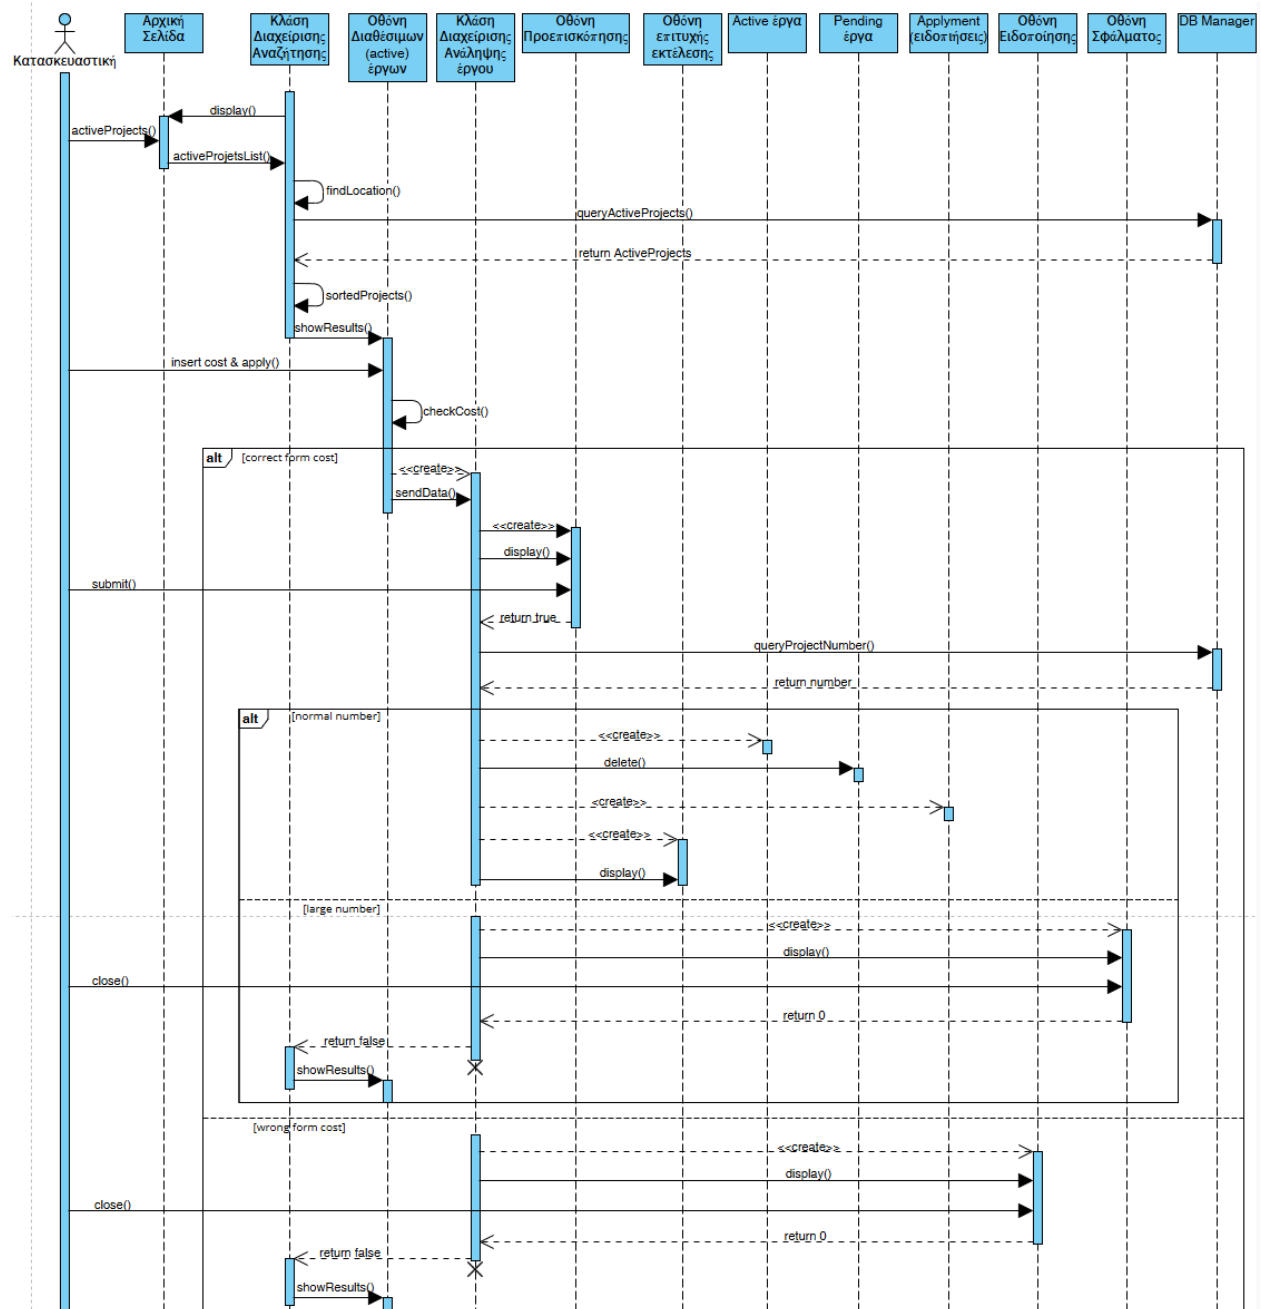 Κατασκευαστική
Αρχική
Σελίδα
Κλάση
Διαχείρισης
Αναζήτησης
Οθόνη
Διαθέσιμων
(active)
έργων
Κλάση
Διαχείρισης
Ανάληψης
έργου
Οθόνη
Προεπισκόπησης
Οθόνη
επιτυχής
εκτέλεσης
Active έργα
Pending
έργα
Applyment
(ειδοπιήσεις)
Οθόνη
Ειδοποίησης
Οθόνη
Σφάλματος
DB Manager
display()
activeProjects()
activeProjetsList()
findLocation()
queryActiveProjects()
return ActiveProjects
sortedProjects()
showResults()
insert cost & apply()
checkCost()
alt
[correct form cost]
<<create>>
sendData()
<<create>>
display()
submit()
return true
queryProjectNumber()
return number
alt
[normal number]
<<create>>
delete()
<create>>
<<create>>
display()
[large number]
<<create>>
display()
close()
return 0
return false
showResults()
[wrong form cost]
<<create>>
display()
close()
return 0
return false
showResults()